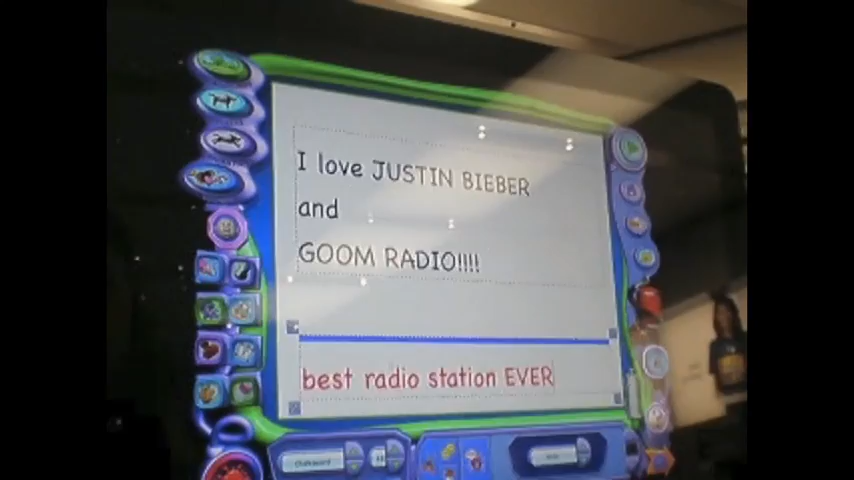 I love JUSTIN BIEBER
and
GOOM RADIO!!!!
best radio station EVER